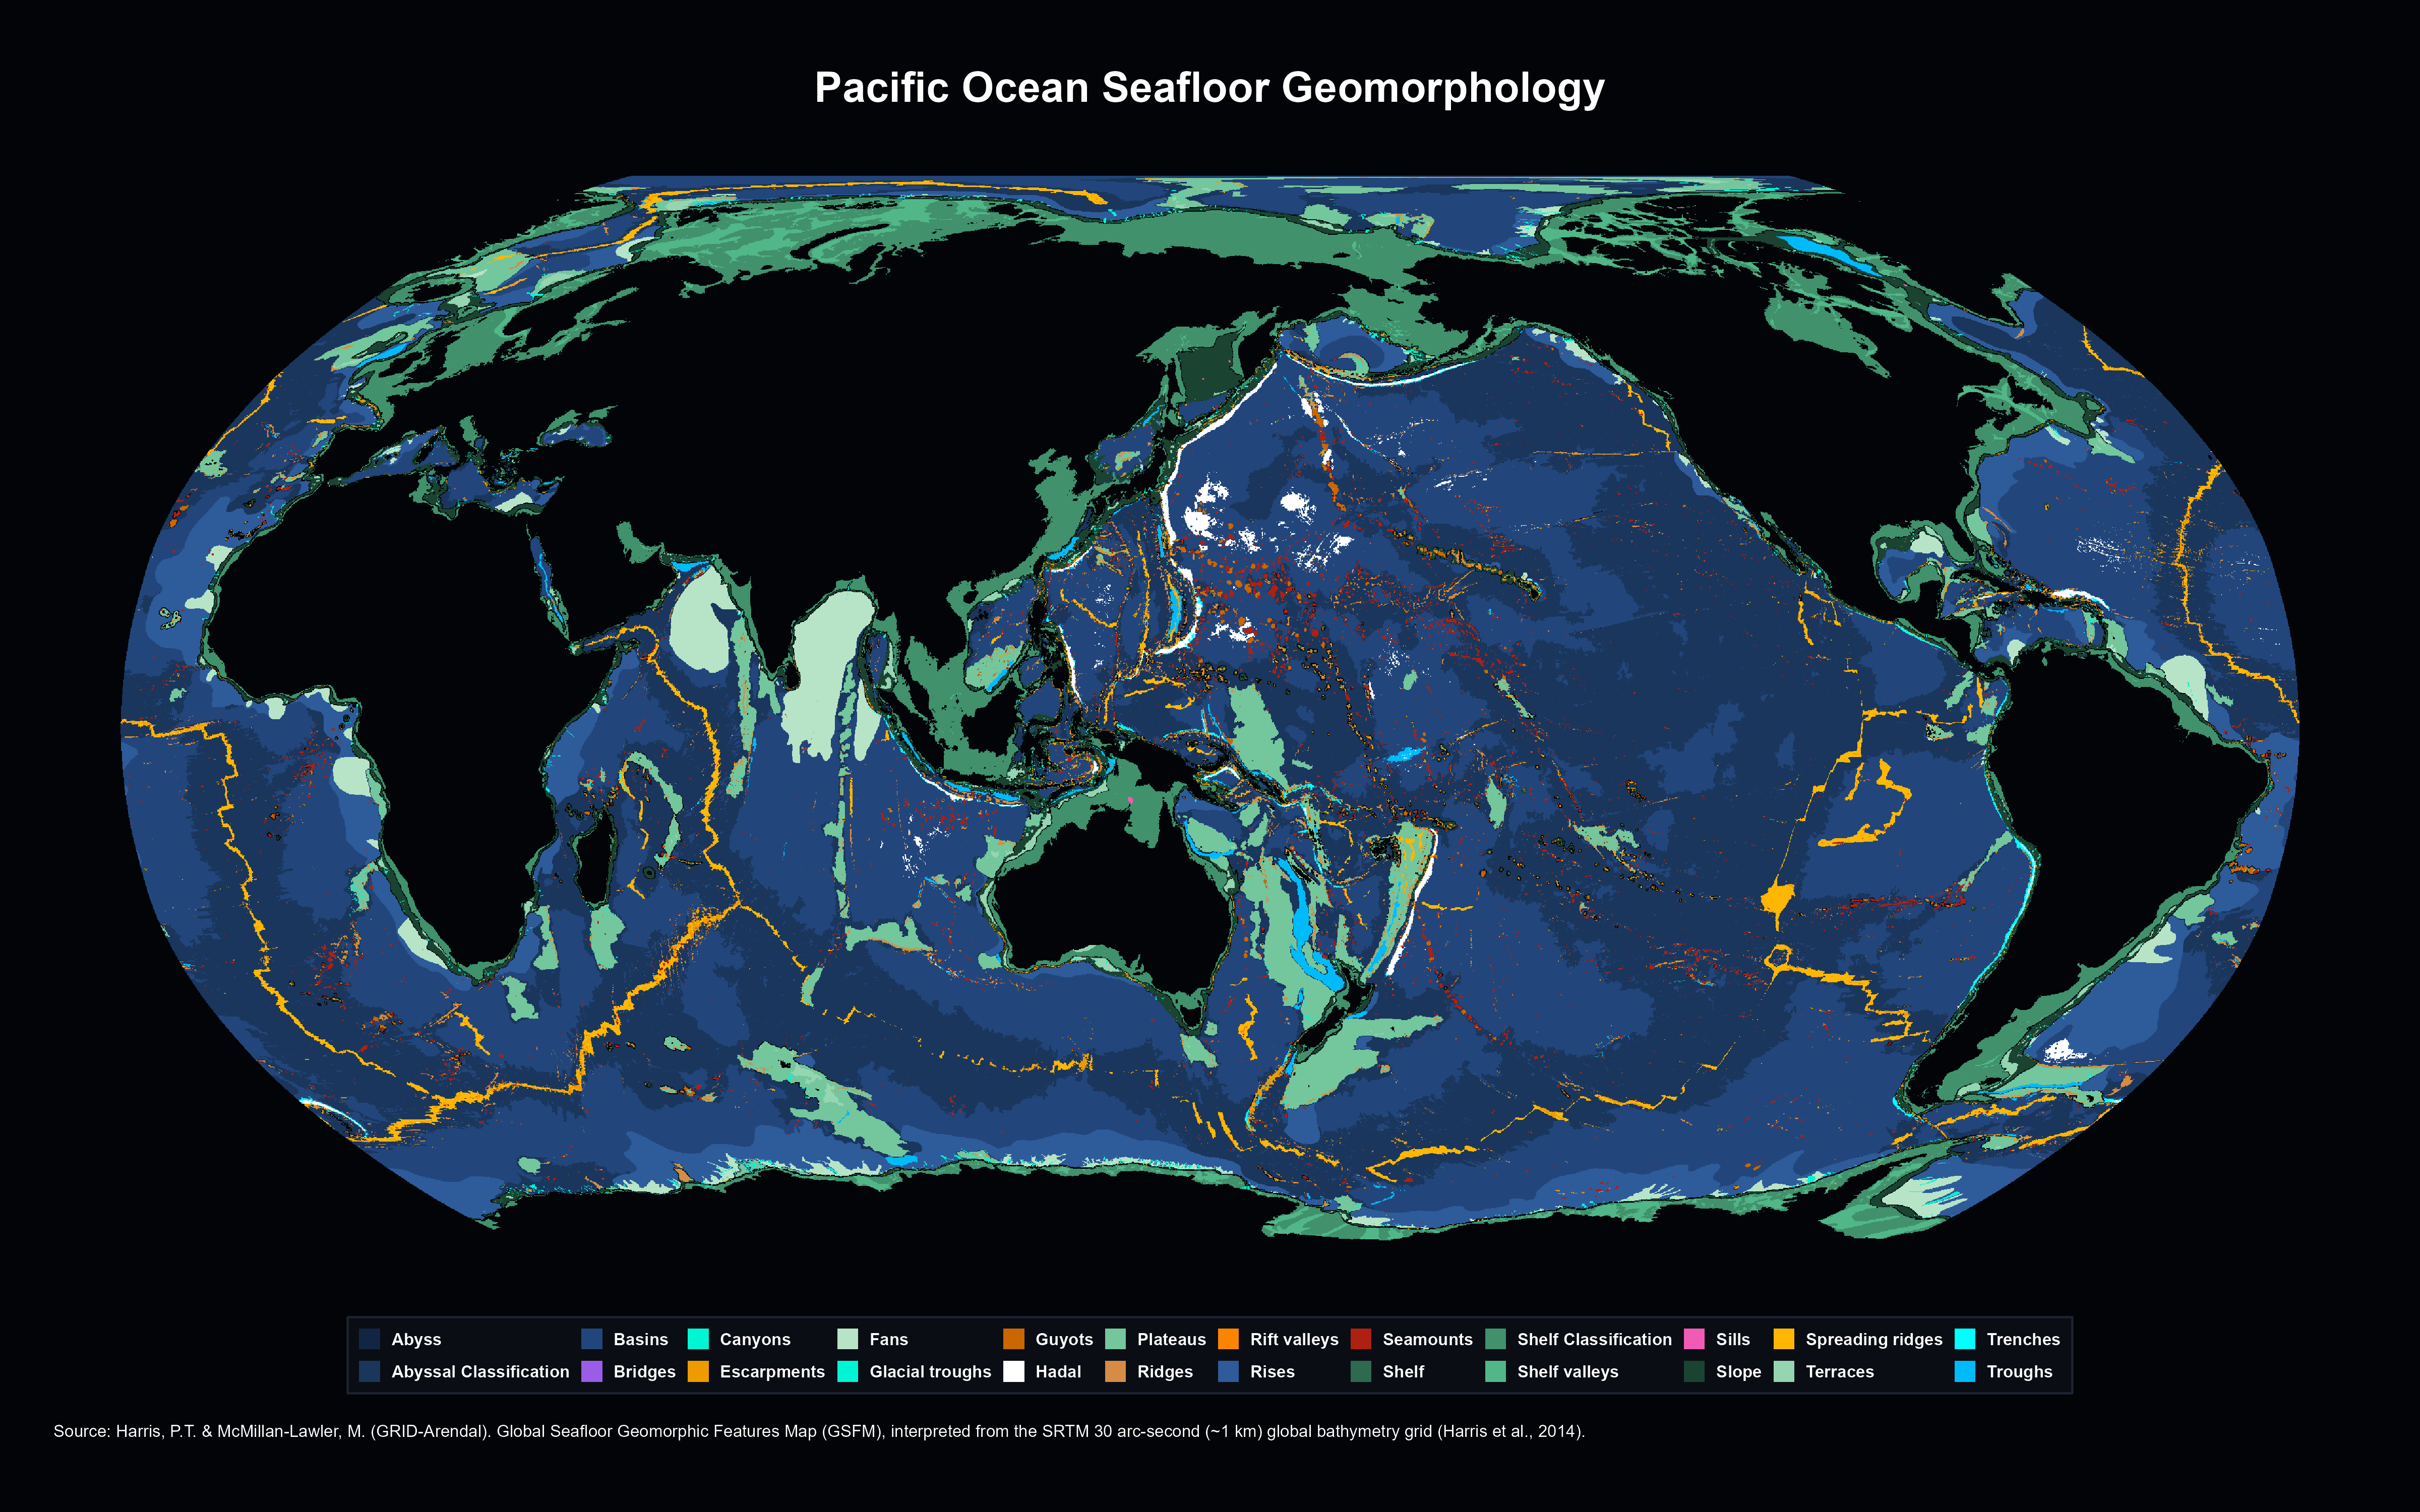 Pacific Ocean Seafloor Geomorphology
Abyss Basins Canyons Fans Guyots Plateaus Rift valleys Seamounts Shelf Classification Sills Spreading ridges Trenches
Abyssal Classification Bridges Escarpments Glacial troughs Hadal Ridges Rises Shelf Shelf valleys Slope Terraces Troughs
Source: Harris, P.T. & McMillan-Lawler, M. (GRID-Arendal). Global Seafloor Geomorphic Features Map (GSFM), interpreted from the SRTM 30 arc-second (~1 km) global bathymetry grid (Harris et al., 2014).